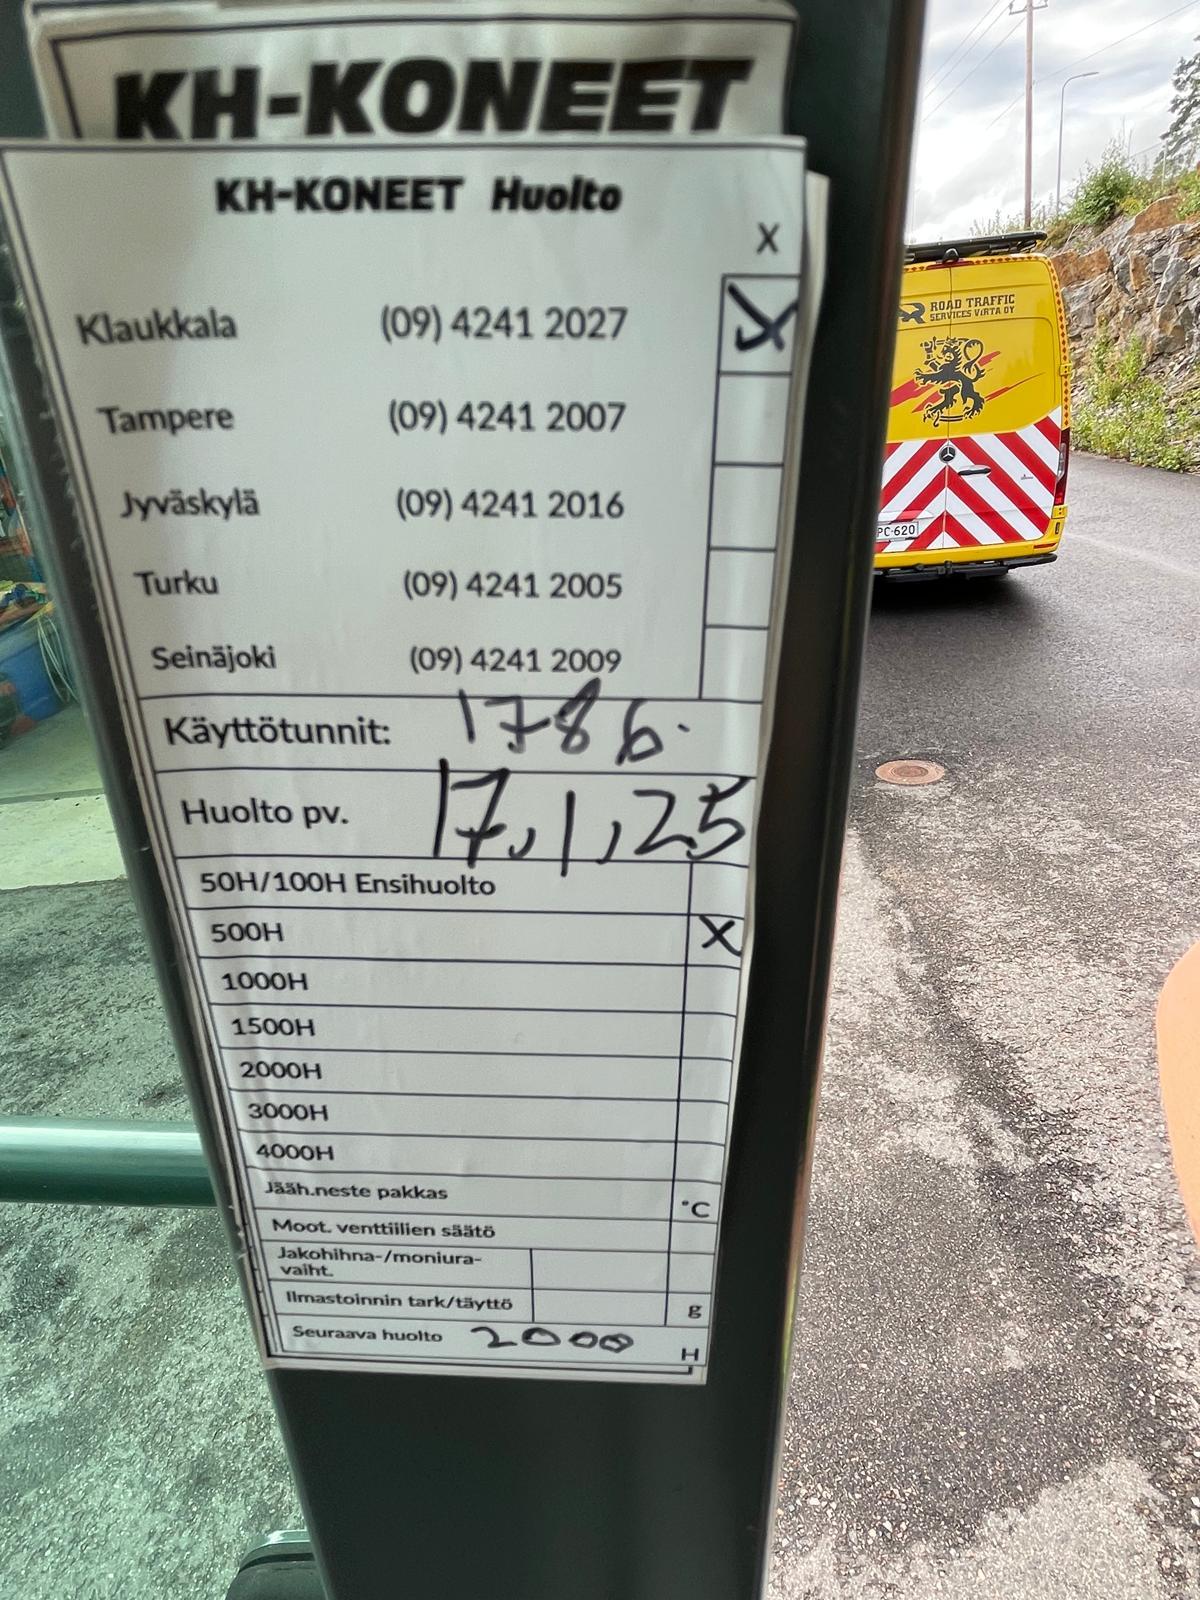 KH-KONEET
KH-KONEET Huolto
X
Klaukkala (09) 4241 2027 X
Tampere (09) 4241 2007
Jyväskylä (09) 4241 2016
Turku (09) 4241 2005
Seinäjoki (09) 4241 2009
Käyttötunnit: 1786.
Huolto pv. 17,1,25
50H/100H Ensihuolto
500H X
1000H
1500H
2000H
3000H
4000H
Jääh.neste pakkas °C
Moot. venttiilien säätö
Jakohihna-/moniura-
vaiht.
Ilmastoinnin tark/täyttö g
Seuraava huolto 2000 H
ROAD TRAFFIC
SERVICES VIRTA OY
PC-620